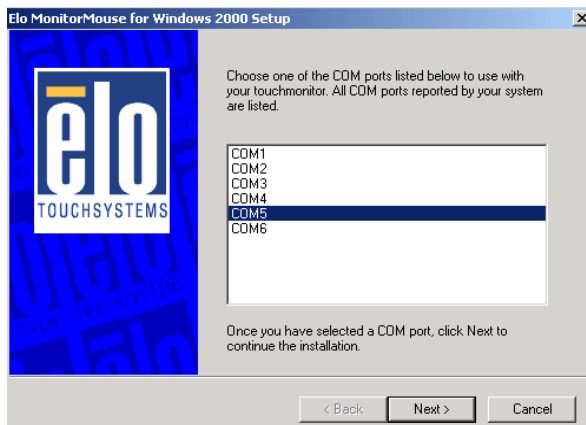 Elo MonitorMouse for Windows 2000 Setup
Choose one of the COM ports listed below to use with
your touchmonitor. All COM ports reported by your system
are listed.
elo
TOUCHSYSTEMS
COM1
COM2
COM3
COM4
COM5
COM6
Once you have selected a COM port, click Next to
continue the installation.
< Back
Next >
Cancel